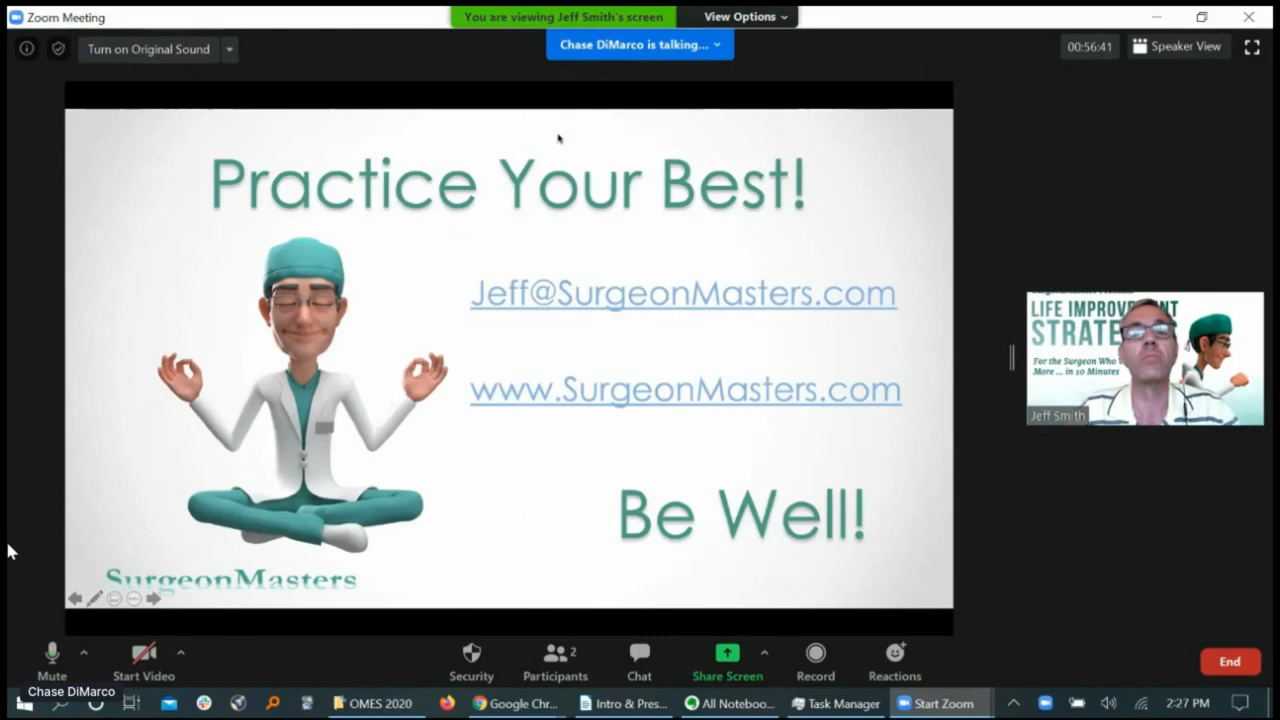 Zoom Meeting
You are viewing Jeff Smith's screen
View Options
Turn on Original Sound
Chase DiMarco is talking...
00:56:41
Speaker View
Practice Your Best!
Jeff@SurgeonMasters.com
www.SurgeonMasters.com
Be Well!
SurgeonMasters
LIFE IMPROVEMENT
STRATE
For the Surgeon Who
More ... in 10 Minutes
Jeff Smith
Mute
Start Video
Security
Participants
2
Chat
Share Screen
Record
Reactions
End
Chase DiMarco
OMES 2020
Google Chr...
Intro & Pres...
All Noteboo...
Task Manager
Start Zoom
2:27 PM